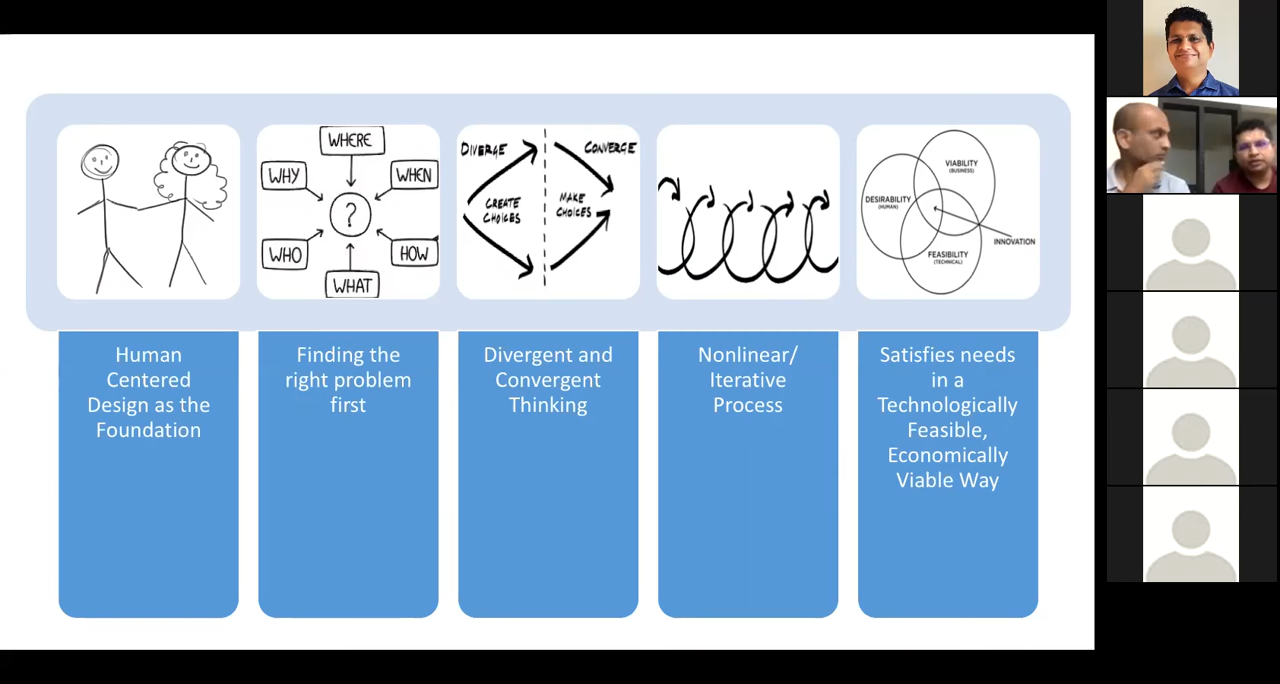 WHERE
WHY
WHEN
?
WHO
HOW
WHAT
DIVERGE
CONVERGE
CREATE
CHOICES
MAKE
CHOICES
VIABILITY
(BUSINESS)
DESIRABILITY
(HUMAN)
INNOVATION
FEASIBILITY
(TECHNICAL)
Human
Centered
Design as the
Foundation
Finding the
right problem
first
Divergent and
Convergent
Thinking
Nonlinear/
Iterative
Process
Satisfies needs
in a
Technologically
Feasible,
Economically
Viable Way